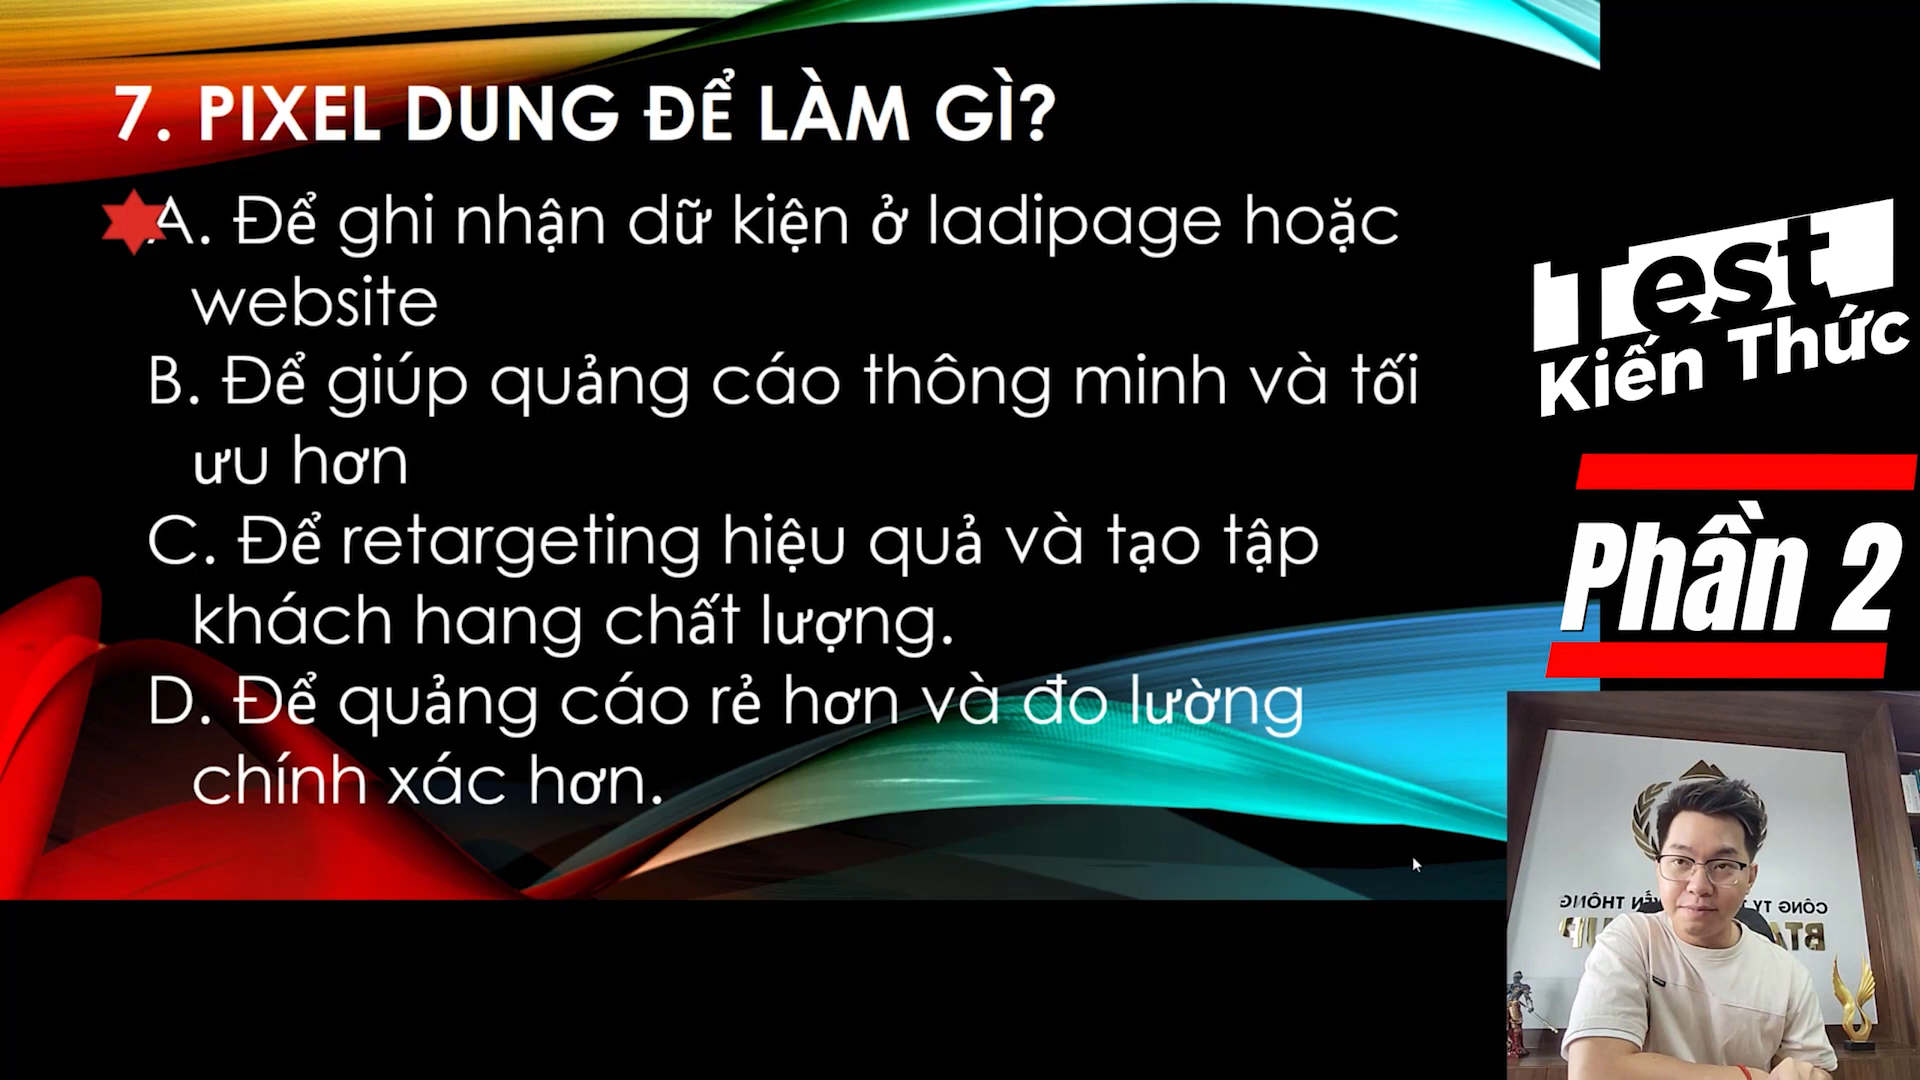 7. PIXEL DUNG ĐỂ LÀM GÌ?
A. Để ghi nhận dữ kiện ở ladipage hoặc
website
B. Để giúp quảng cáo thông minh và tối
ưu hơn
C. Để retargeting hiệu quả và tạo tập
khách hang chất lượng.
D. Để quảng cáo rẻ hơn và đo lường
chính xác hơn.
Test
Kiến Thức
Phần 2
CÔNG TY THÔNG